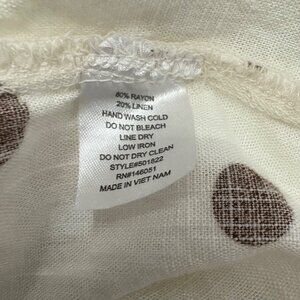 80% RAYON
20% LINEN
HAND WASH COLD
DO NOT BLEACH
LINE DRY
LOW IRON
DO NOT DRY CLEAN
STYLE#501822
RN#146051
MADE IN VIET NAM